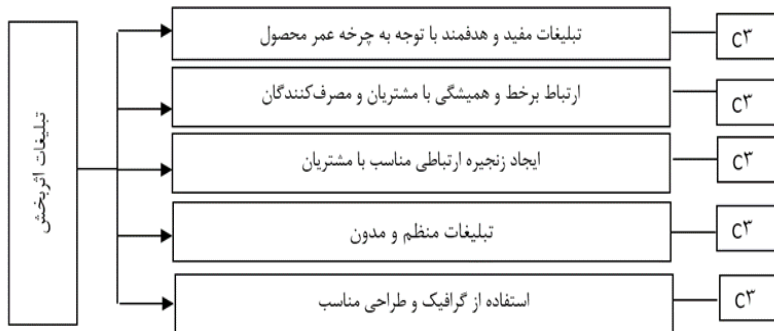 تبلیغات اثربخش
تبلیغات مفید و هدفمند با توجه به چرخه عمر محصول
C۳
ارتباط برخط و همیشگی با مشتریان و مصرف‌کنندگان
C۳
ایجاد زنجیره ارتباطی مناسب با مشتریان
C۳
تبلیغات منظم و مدون
C۳
استفاده از گرافیک و طراحی مناسب
C۳